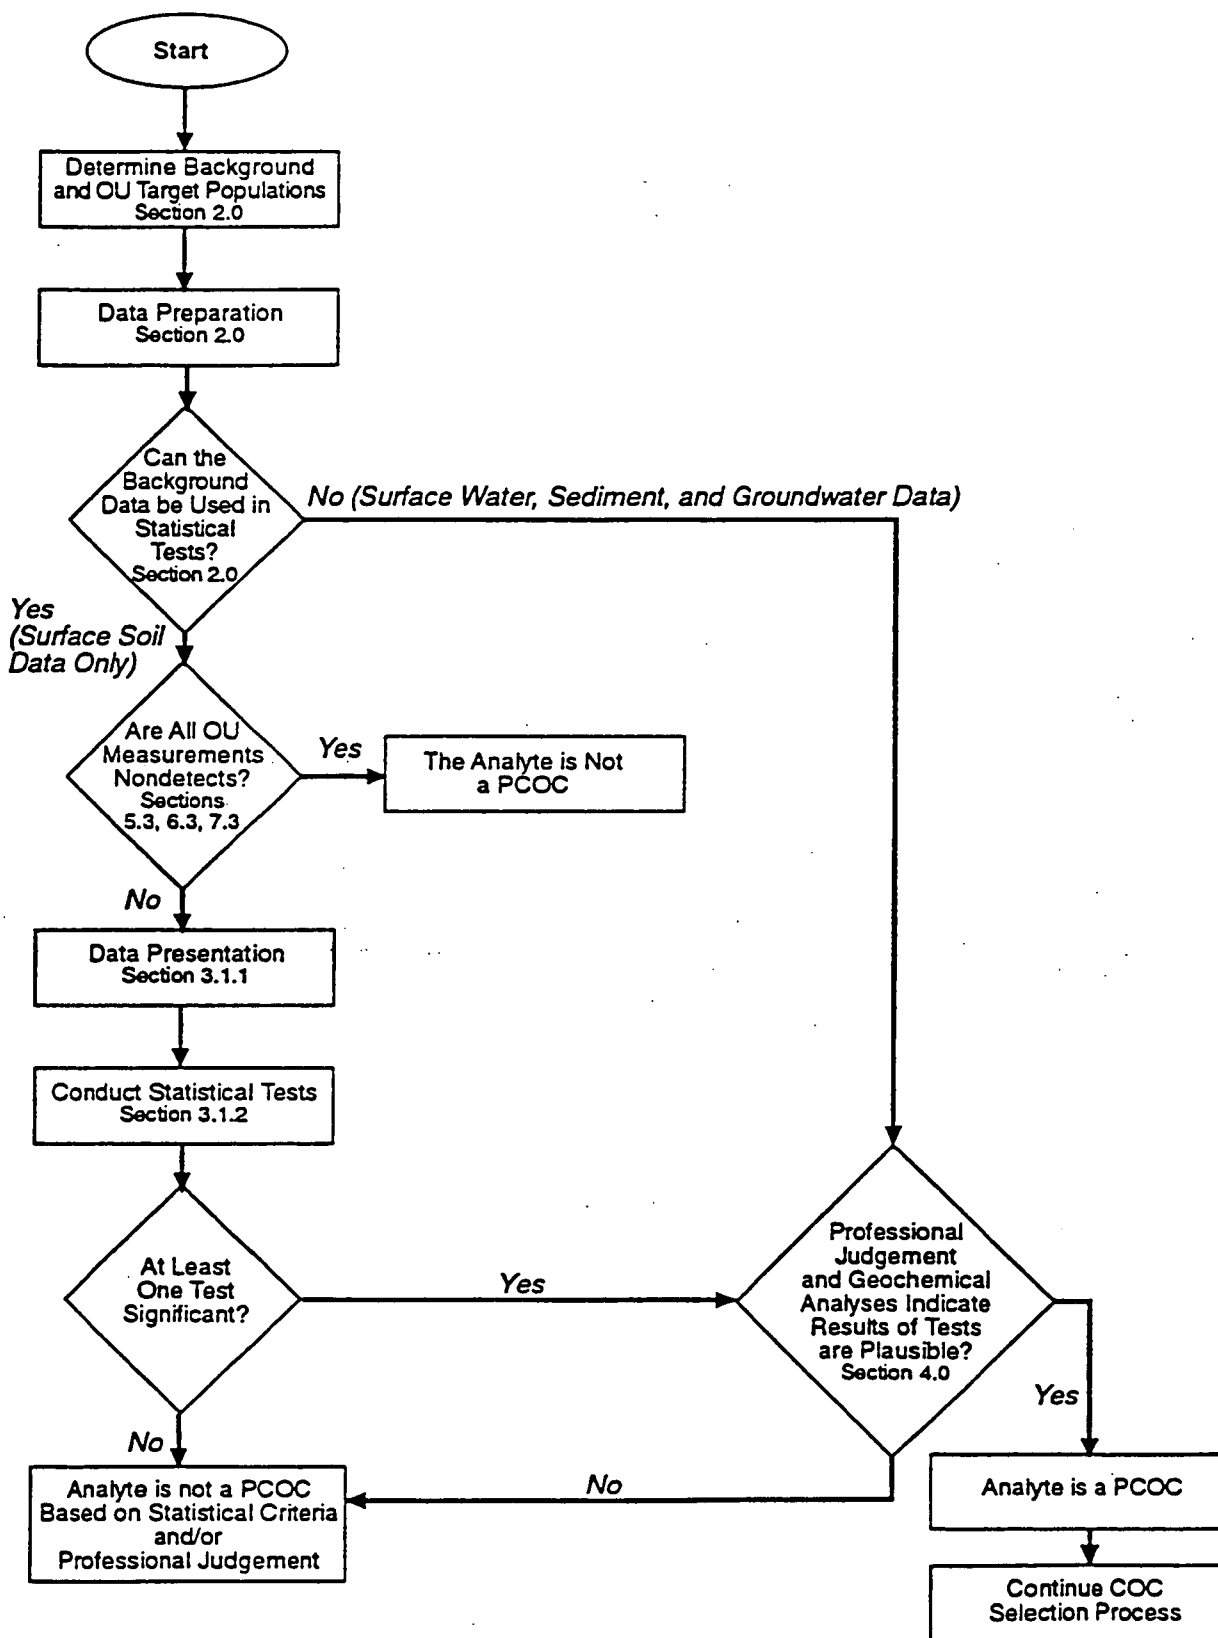 Start
Determine Background
and OU Target Populations
Section 2.0
Data Preparation
Section 2.0
Can the
Background
Data be Used in
Statistical
Tests?
Section 2.0
No (Surface Water, Sediment, and Groundwater Data)
Yes
(Surface Soil
Data Only)
Are All OU
Measurements
Nondetects?
Sections
5.3, 6.3, 7.3
Yes
The Analyte is Not
a PCOC
No
Data Presentation
Section 3.1.1
Conduct Statistical Tests
Section 3.1.2
At Least
One Test
Significant?
Yes
Professional
Judgement
and Geochemical
Analyses Indicate
Results of Tests
are Plausible?
Section 4.0
Yes
No
No
Analyte is not a PCOC
Based on Statistical Criteria
and/or
Professional Judgement
Analyte is a PCOC
Continue COC
Selection Process